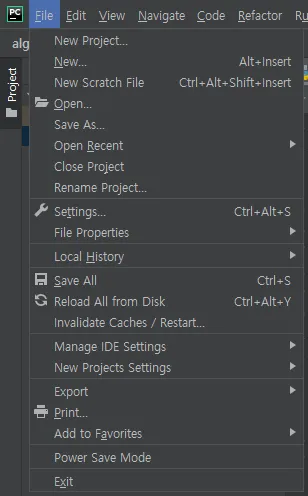 PC File Edit View Navigate Code Refactor Ru
alg
Project
New Project...
New... Alt+Insert
New Scratch File Ctrl+Alt+Shift+Insert
Open...
Save As...
Open Recent
Close Project
Rename Project...
Settings... Ctrl+Alt+S
File Properties
Local History
Save All Ctrl+S
Reload All from Disk Ctrl+Alt+Y
Invalidate Caches / Restart...
Manage IDE Settings
New Projects Settings
Export
Print...
Add to Favorites
Power Save Mode
Exit